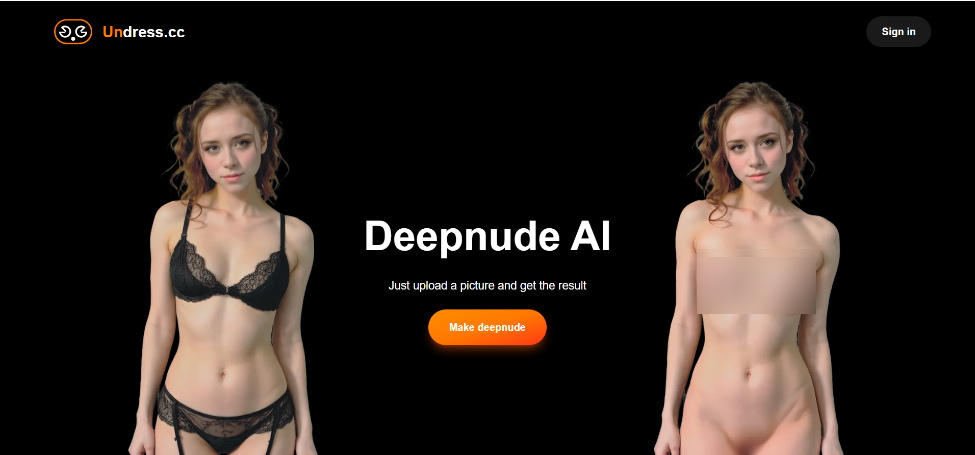 Undress.cc
Sign in
Deepnude AI
Just upload a picture and get the result
Make deepnude